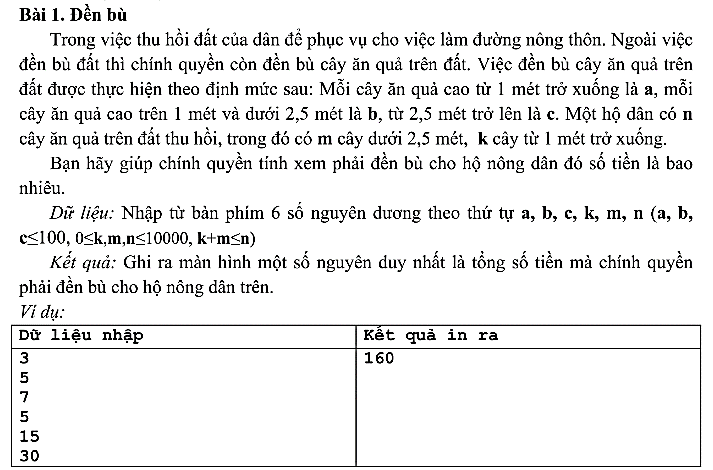 Bài 1. Dền bù
Trong việc thu hồi đất của dân để phục vụ cho việc làm đường nông thôn. Ngoài việc
đền bù đất thì chính quyền còn đền bù cây ăn quả trên đất. Việc đền bù cây ăn quả trên
đất được thực hiện theo định mức sau: Mỗi cây ăn quả cao từ 1 mét trở xuống là a, mỗi
cây ăn quả cao trên 1 mét và dưới 2,5 mét là b, từ 2,5 mét trở lên là c. Một hộ dân có n
cây ăn quả trên đất thu hồi, trong đó có m cây dưới 2,5 mét, k cây từ 1 mét trở xuống.
Bạn hãy giúp chính quyền tính xem phải đền bù cho hộ nông dân đó số tiền là bao
nhiêu.
Dữ liệu: Nhập từ bàn phím 6 số nguyên dương theo thứ tự a, b, c, k, m, n (a, b,
c≤100, 0≤k,m,n≤10000, k+m≤n)
Kết quả: Ghi ra màn hình một số nguyên duy nhất là tổng số tiền mà chính quyền
phải đền bù cho hộ nông dân trên.
Ví dụ:
Dữ liệu nhập Kết quả in ra
3 160
5
7
5
15
30